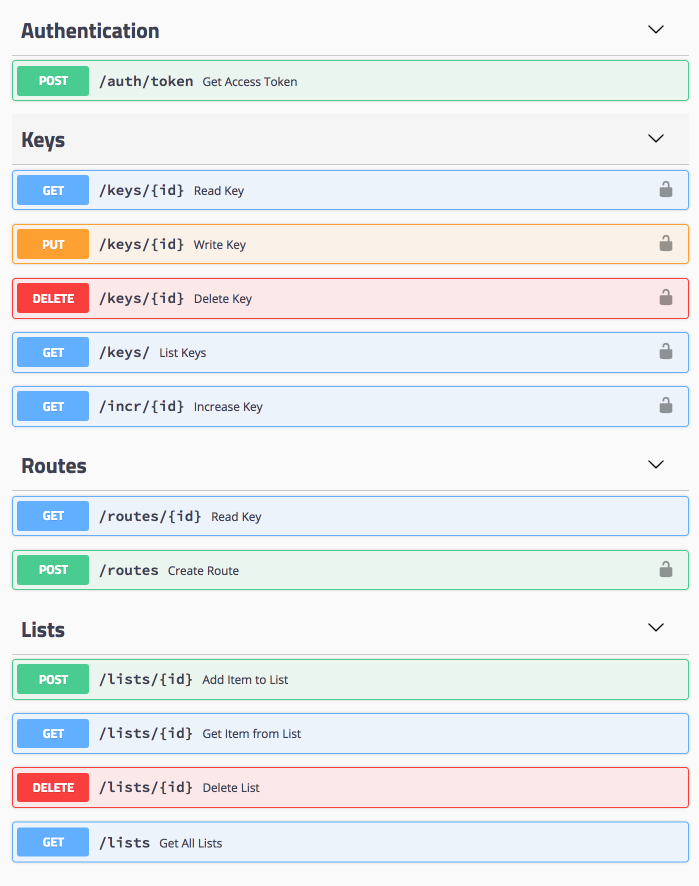 Authentication
POST /auth/token Get Access Token
Keys
GET /keys/{id} Read Key
PUT /keys/{id} Write Key
DELETE /keys/{id} Delete Key
GET /keys/ List Keys
GET /incr/{id} Increase Key
Routes
GET /routes/{id} Read Key
POST /routes Create Route
Lists
POST /lists/{id} Add Item to List
GET /lists/{id} Get Item from List
DELETE /lists/{id} Delete List
GET /lists Get All Lists